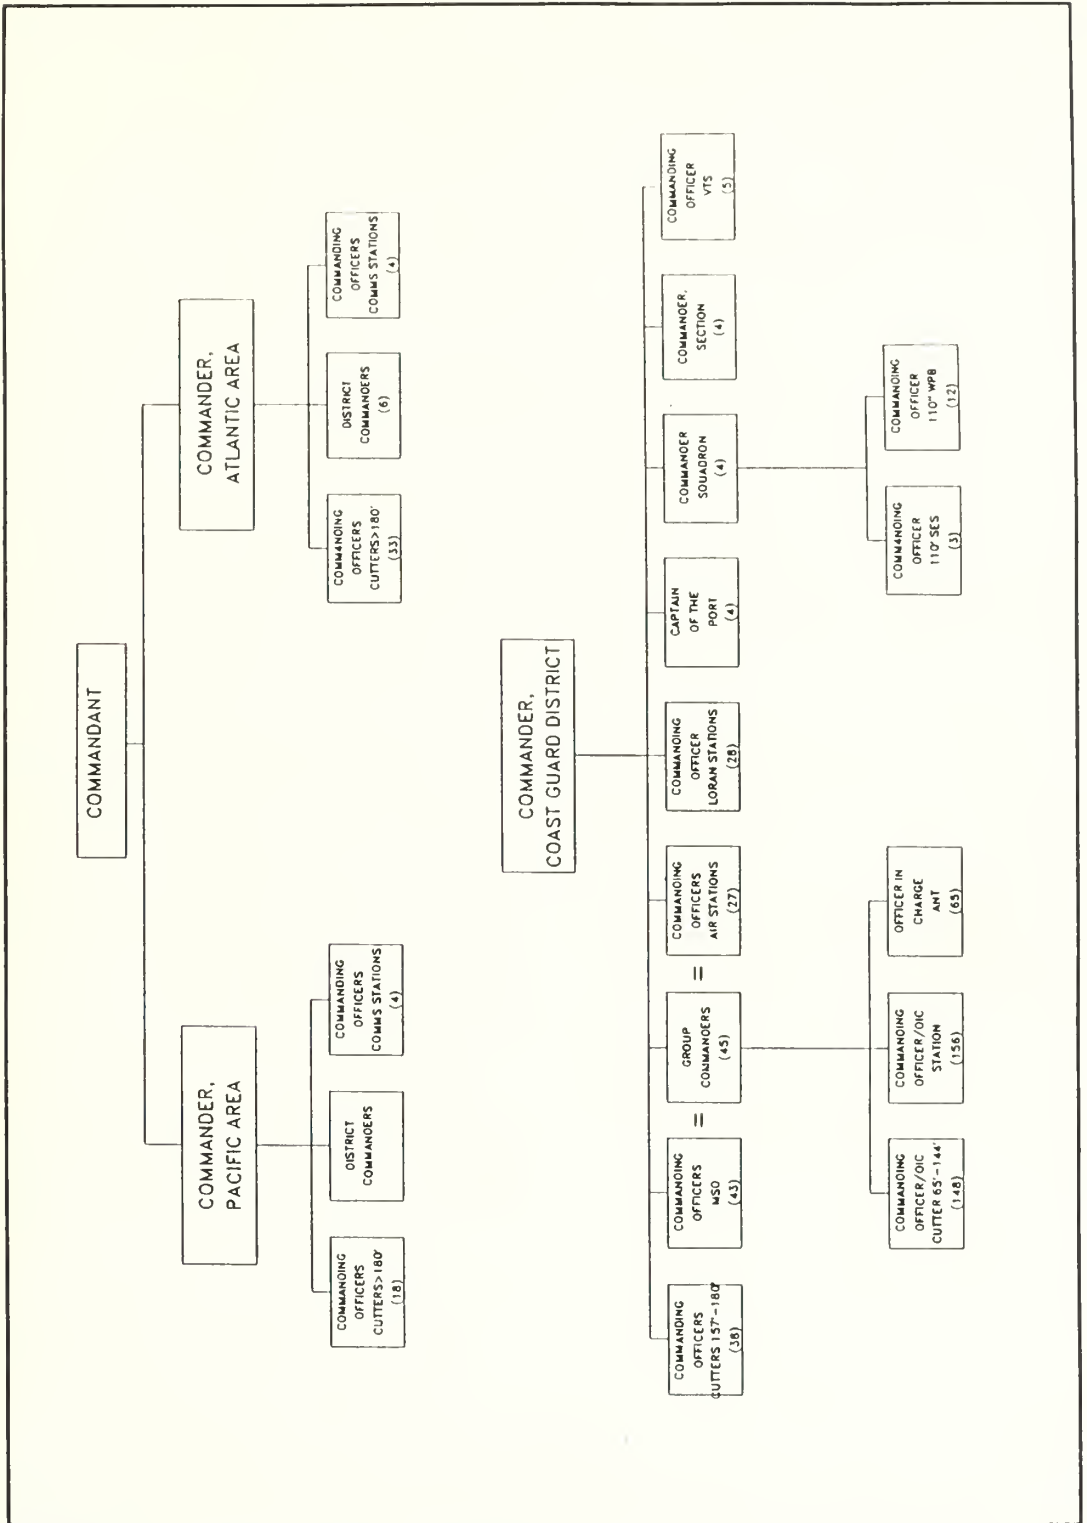 COMMANDANT
COMMANDER,
PACIFIC AREA
COMMANDER,
ATLANTIC AREA
COMMANDING
OFFICERS
CUTTERS>180'
(18)
DISTRICT
COMMANDERS
COMMANDING
OFFICERS
COMMS STATIONS
(4)
COMMANDING
OFFICERS
CUTTERS>180'
(33)
DISTRICT
COMMANDERS
(6)
COMMANDING
OFFICERS
COMMS STATIONS
(4)
COMMANDER,
COAST GUARD DISTRICT
COMMANDING
OFFICERS
CUTTERS 157'-180'
(38)
COMMANDING
OFFICERS
MSO
(43)
=
GROUP
COMMANDERS
(45)
=
COMMANDING
OFFICERS
AIR STATIONS
(27)
COMMANDING
OFFICER
LORAN STATIONS
(28)
CAPTAIN
OF THE
PORT
(4)
COMMANDER
SQUADRON
(4)
COMMANDER,
SECTION
(4)
COMMANDING
OFFICER
VTS
(5)
COMMANDING
OFFICER/OIC
CUTTER 65'-144'
(148)
COMMANDING
OFFICER/OIC
STATION
(156)
OFFICER IN
CHARGE
ANT
(65)
COMMANDING
OFFICER
110' SES
(3)
COMMANDING
OFFICER
110" WPB
(12)